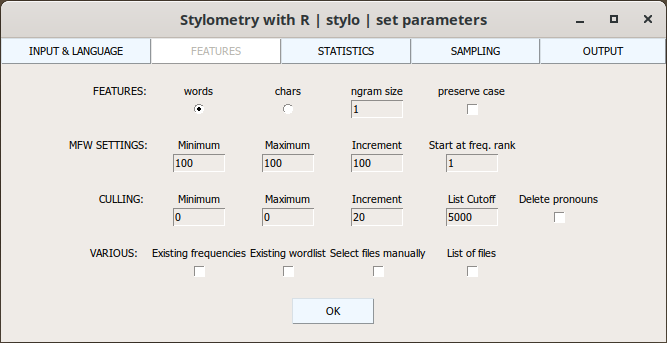 Stylometry with R | stylo | set parameters
INPUT & LANGUAGE FEATURES STATISTICS SAMPLING OUTPUT
FEATURES: words chars ngram size preserve case
1
MFW SETTINGS: Minimum Maximum Increment Start at freq. rank
100 100 100 1
CULLING: Minimum Maximum Increment List Cutoff Delete pronouns
0 0 20 5000
VARIOUS: Existing frequencies Existing wordlist Select files manually List of files
OK